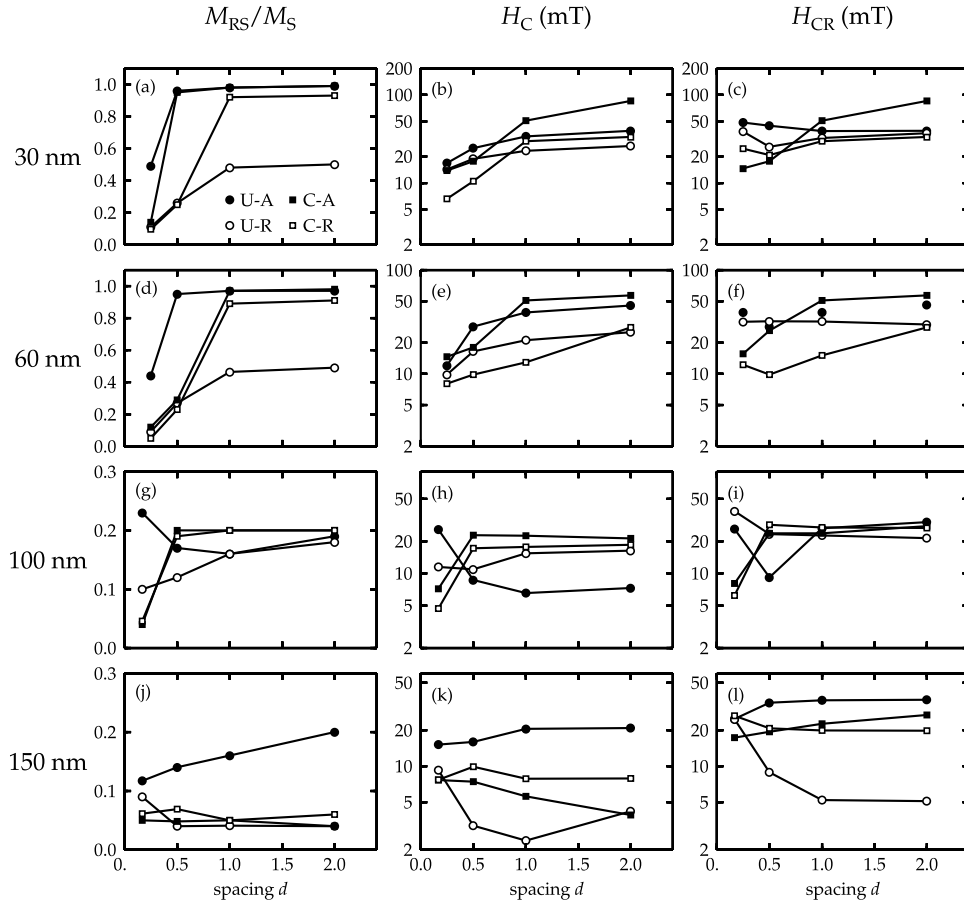 M_RS/M_S H_C (mT) H_CR (mT)
30 nm
(a) 1.0 0.8 0.6 0.4 0.2 0.0
U-A C-A
U-R C-R
(b) 200 100 50 20 10 5 2
(c) 200 100 50 20 10 5 2
60 nm
(d) 1.0 0.8 0.6 0.4 0.2 0.0
(e) 100 50 20 10 5 2
(f) 100 50 20 10 5 2
100 nm
(g) 0.3 0.2 0.1 0.0
(h) 50 20 10 5 2
(i) 50 20 10 5 2
150 nm
(j) 0.3 0.2 0.1 0.0
(k) 50 20 10 5 2
(l) 50 20 10 5 2
0. 0.5 1.0 2.0 0. 0.5 1.0 2.0 0. 0.5 1.0 2.0
spacing d spacing d spacing d